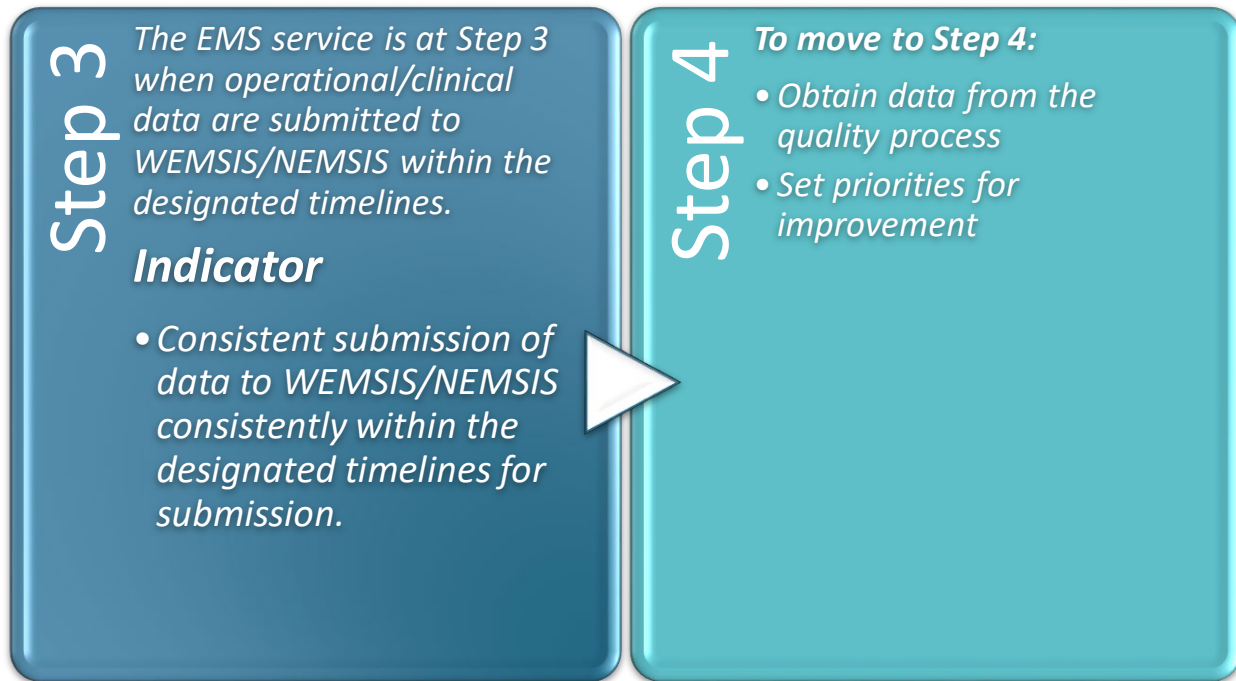 Step 3
The EMS service is at Step 3
when operational/clinical
data are submitted to
WEMSIS/NEMSIS within the
designated timelines.
Indicator
• Consistent submission of
data to WEMSIS/NEMSIS
consistently within the
designated timelines for
submission.
Step 4
To move to Step 4:
• Obtain data from the
quality process
• Set priorities for
improvement